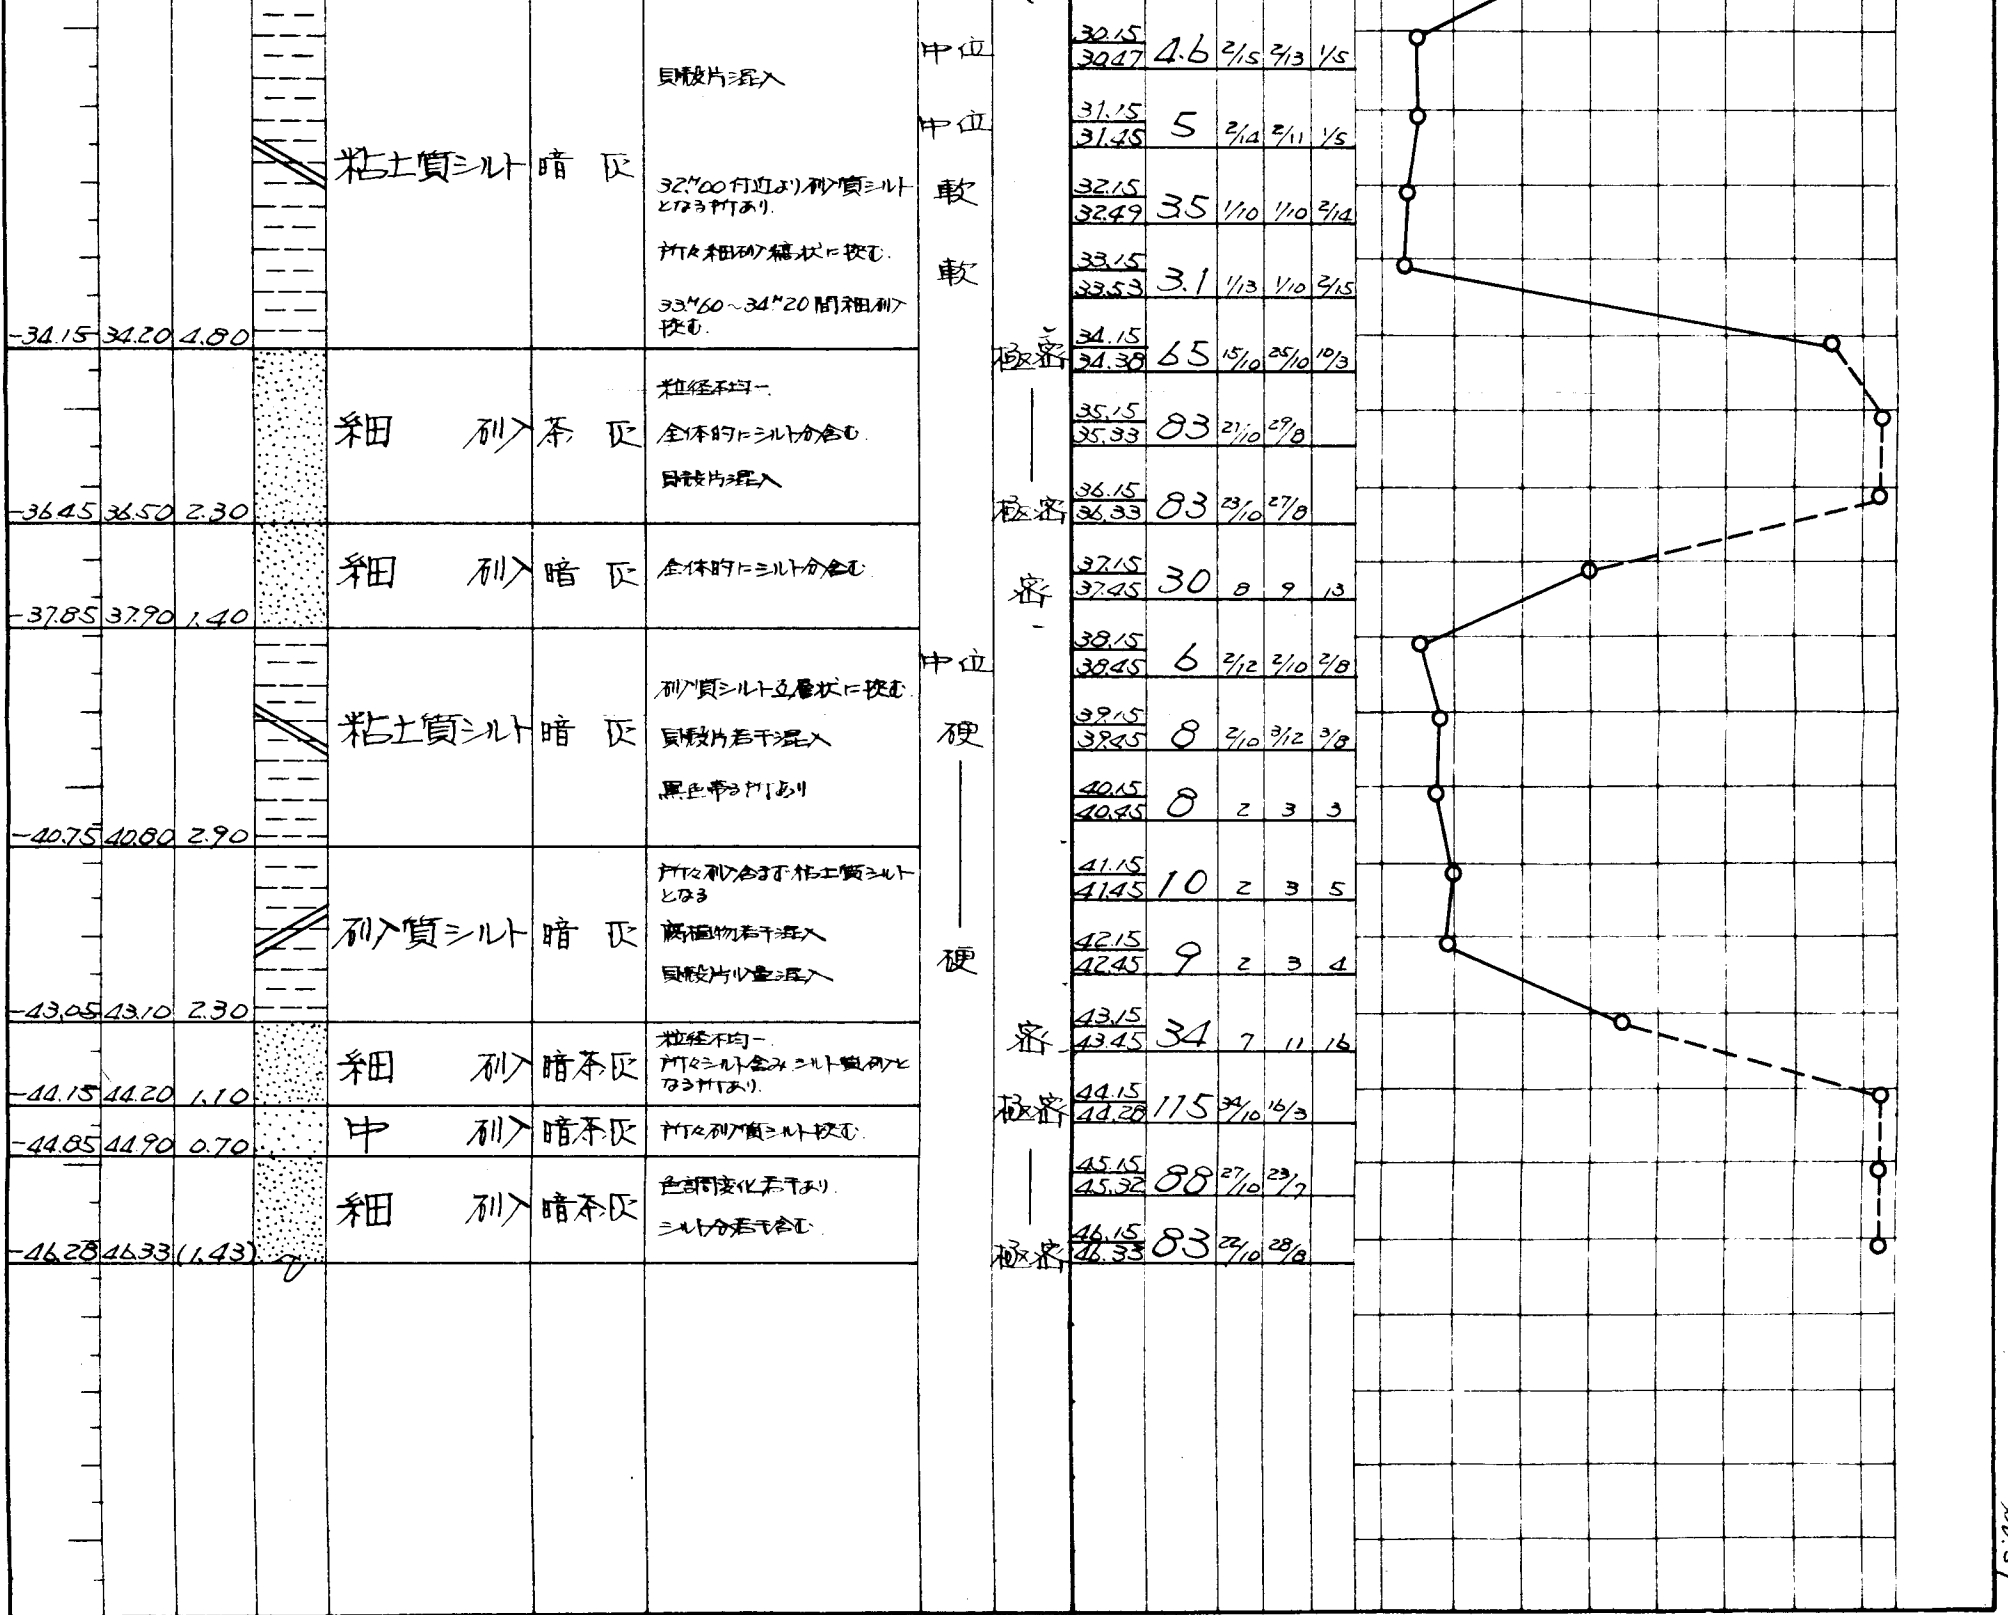 中位 30.15 4.6 2/15 2/13 1/5
30.47
貝殻片混入
中位 31.15 5 2/14 2/11 1/5
31.45
粘土質シルト 暗灰
32.M00付近より砂質シルト
となる所あり.
軟 32.15 3.5 1/10 1/10 2/14
32.49
所々細砂縞状に挟む.
軟 33.15 3.1 1/13 1/10 2/15
33.53
33.M60~34.M20間細砂
挟む.
-34.15 34.20 4.80
極密 34.15 65 15/10 25/10 10/3
34.38
粒径不均一.
細 砂 茶灰 全体的にシルト分含む.
35.15 83 21/10 29/8
35.33
貝殻片混入
-36.45 36.50 2.30
極密 36.15 83 23/10 27/8
36.33
細 砂 暗灰 全体的にシルト分含む.
密 37.15 30 8 9 13
37.45
-37.85 37.90 1.40
中位 38.15 6 2/12 2/10 2/8
38.45
砂質シルト互層状に挟む.
粘土質シルト 暗灰 貝殻片若干混入
硬 39.15 8 2/10 3/12 3/8
39.45
黒色帯る所あり
40.15 8 2 3 3
40.45
-40.75 40.80 2.90
所々砂含まず粘土質シルト
となる
41.15 10 2 3 5
41.45
砂質シルト 暗灰 腐植物若干混入
硬 42.15 9 2 3 4
42.45
貝殻片少量混入
-43.05 43.10 2.30
密 43.15 34 7 11 16
43.45
粒径不均一
細 砂 暗茶灰 所々シルト含みシルト質砂と
なる所あり.
-44.15 44.20 1.10
極密 44.15 115 34/10 16/3
44.28
中 砂 暗茶灰 所々砂質シルト挟む.
-44.85 44.90 0.70
45.15 88 27/10 23/7
45.32
色調変化若干あり.
細 砂 暗茶灰 シルト分若干含む.
-46.28 46.33 (1.43)
極密 46.15 83 22/10 28/8
46.33